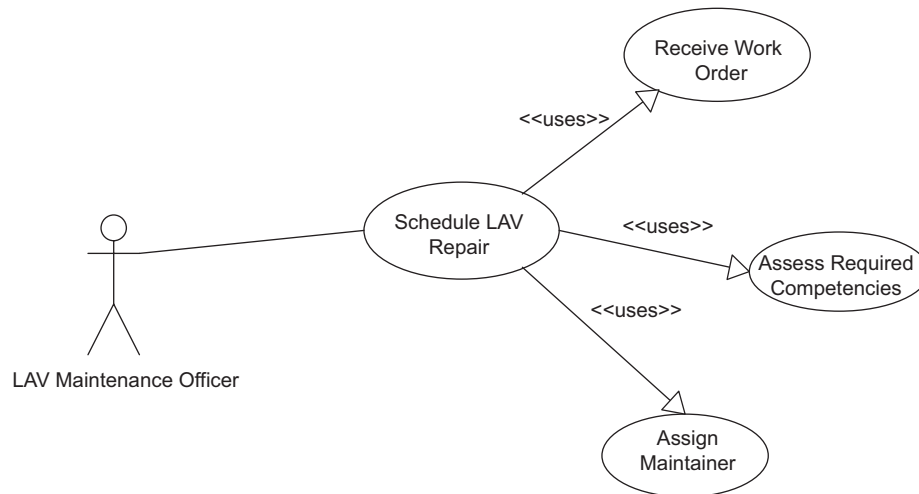 Receive Work
Order
<<uses>>
Schedule LAV
Repair
<<uses>>
Assess Required
Competencies
<<uses>>
LAV Maintenance Officer
Assign
Maintainer